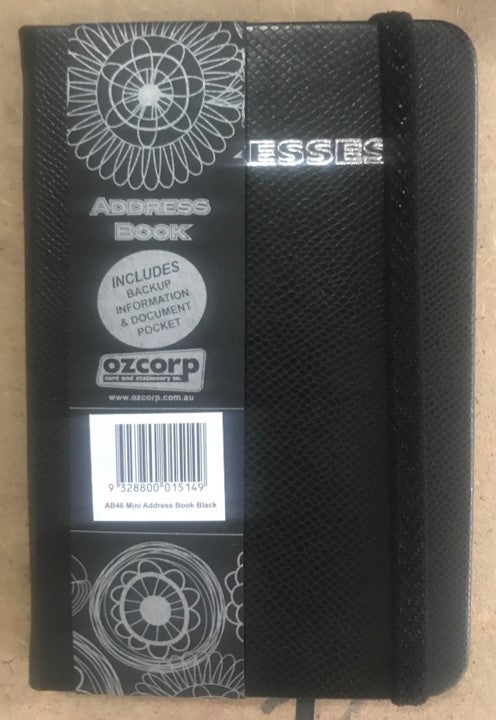 ESSES
ADDRESS
BOOK
INCLUDES
BACKUP
INFORMATION
& DOCUMENT
POCKET
ozcorp
card and stationery co.
www.ozcorp.com.au
9 328800 015149
AB46 Mini Address Book Black